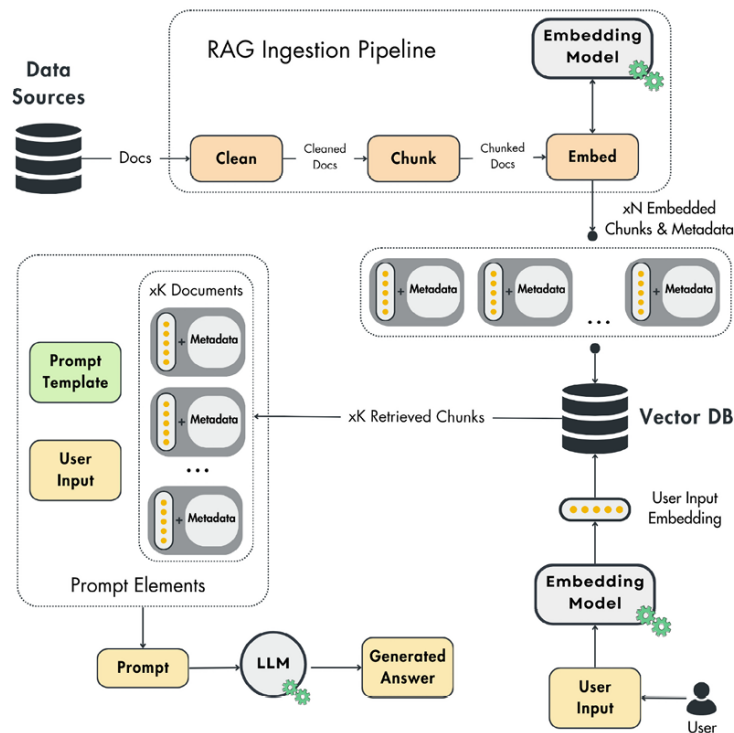 RAG Ingestion Pipeline
Embedding
Model
Data
Sources
Docs
Clean
Cleaned
Docs
Chunk
Chunked
Docs
Embed
xN Embedded
Chunks & Metadata
+ Metadata
+ Metadata
...
+ Metadata
xK Documents
+ Metadata
+ Metadata
...
+ Metadata
Prompt
Template
User
Input
Prompt Elements
xK Retrieved Chunks
Vector DB
User Input
Embedding
Embedding
Model
User
Input
User
Prompt
LLM
Generated
Answer